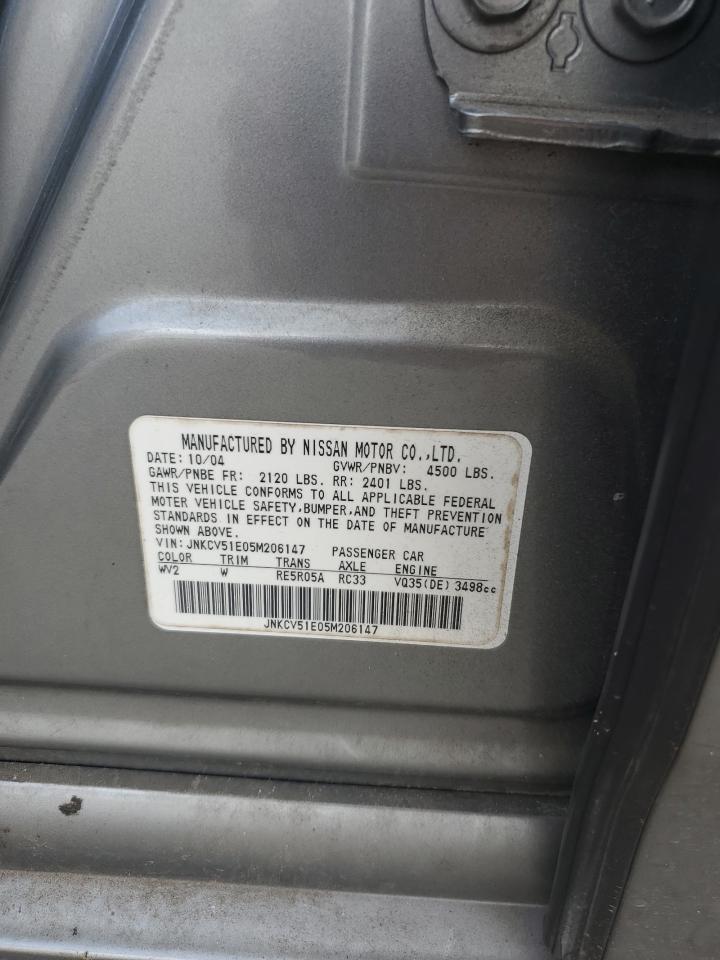 MANUFACTURED BY NISSAN MOTOR CO.,LTD.
DATE: 10/04 GVWR/PNBV: 4500 LBS.
GAWR/PNBE FR: 2120 LBS. RR: 2401 LBS.
THIS VEHICLE CONFORMS TO ALL APPLICABLE FEDERAL
MOTER VEHICLE SAFETY,BUMPER,AND THEFT PREVENTION
STANDARDS IN EFFECT ON THE DATE OF MANUFACTURE
SHOWN ABOVE.
VIN: JNKCV51E05M206147 PASSENGER CAR
COLOR TRIM TRANS AXLE ENGINE
WV2 W RE5R05A RC33 VQ35(DE) 3498cc
JNKCV51E05M206147